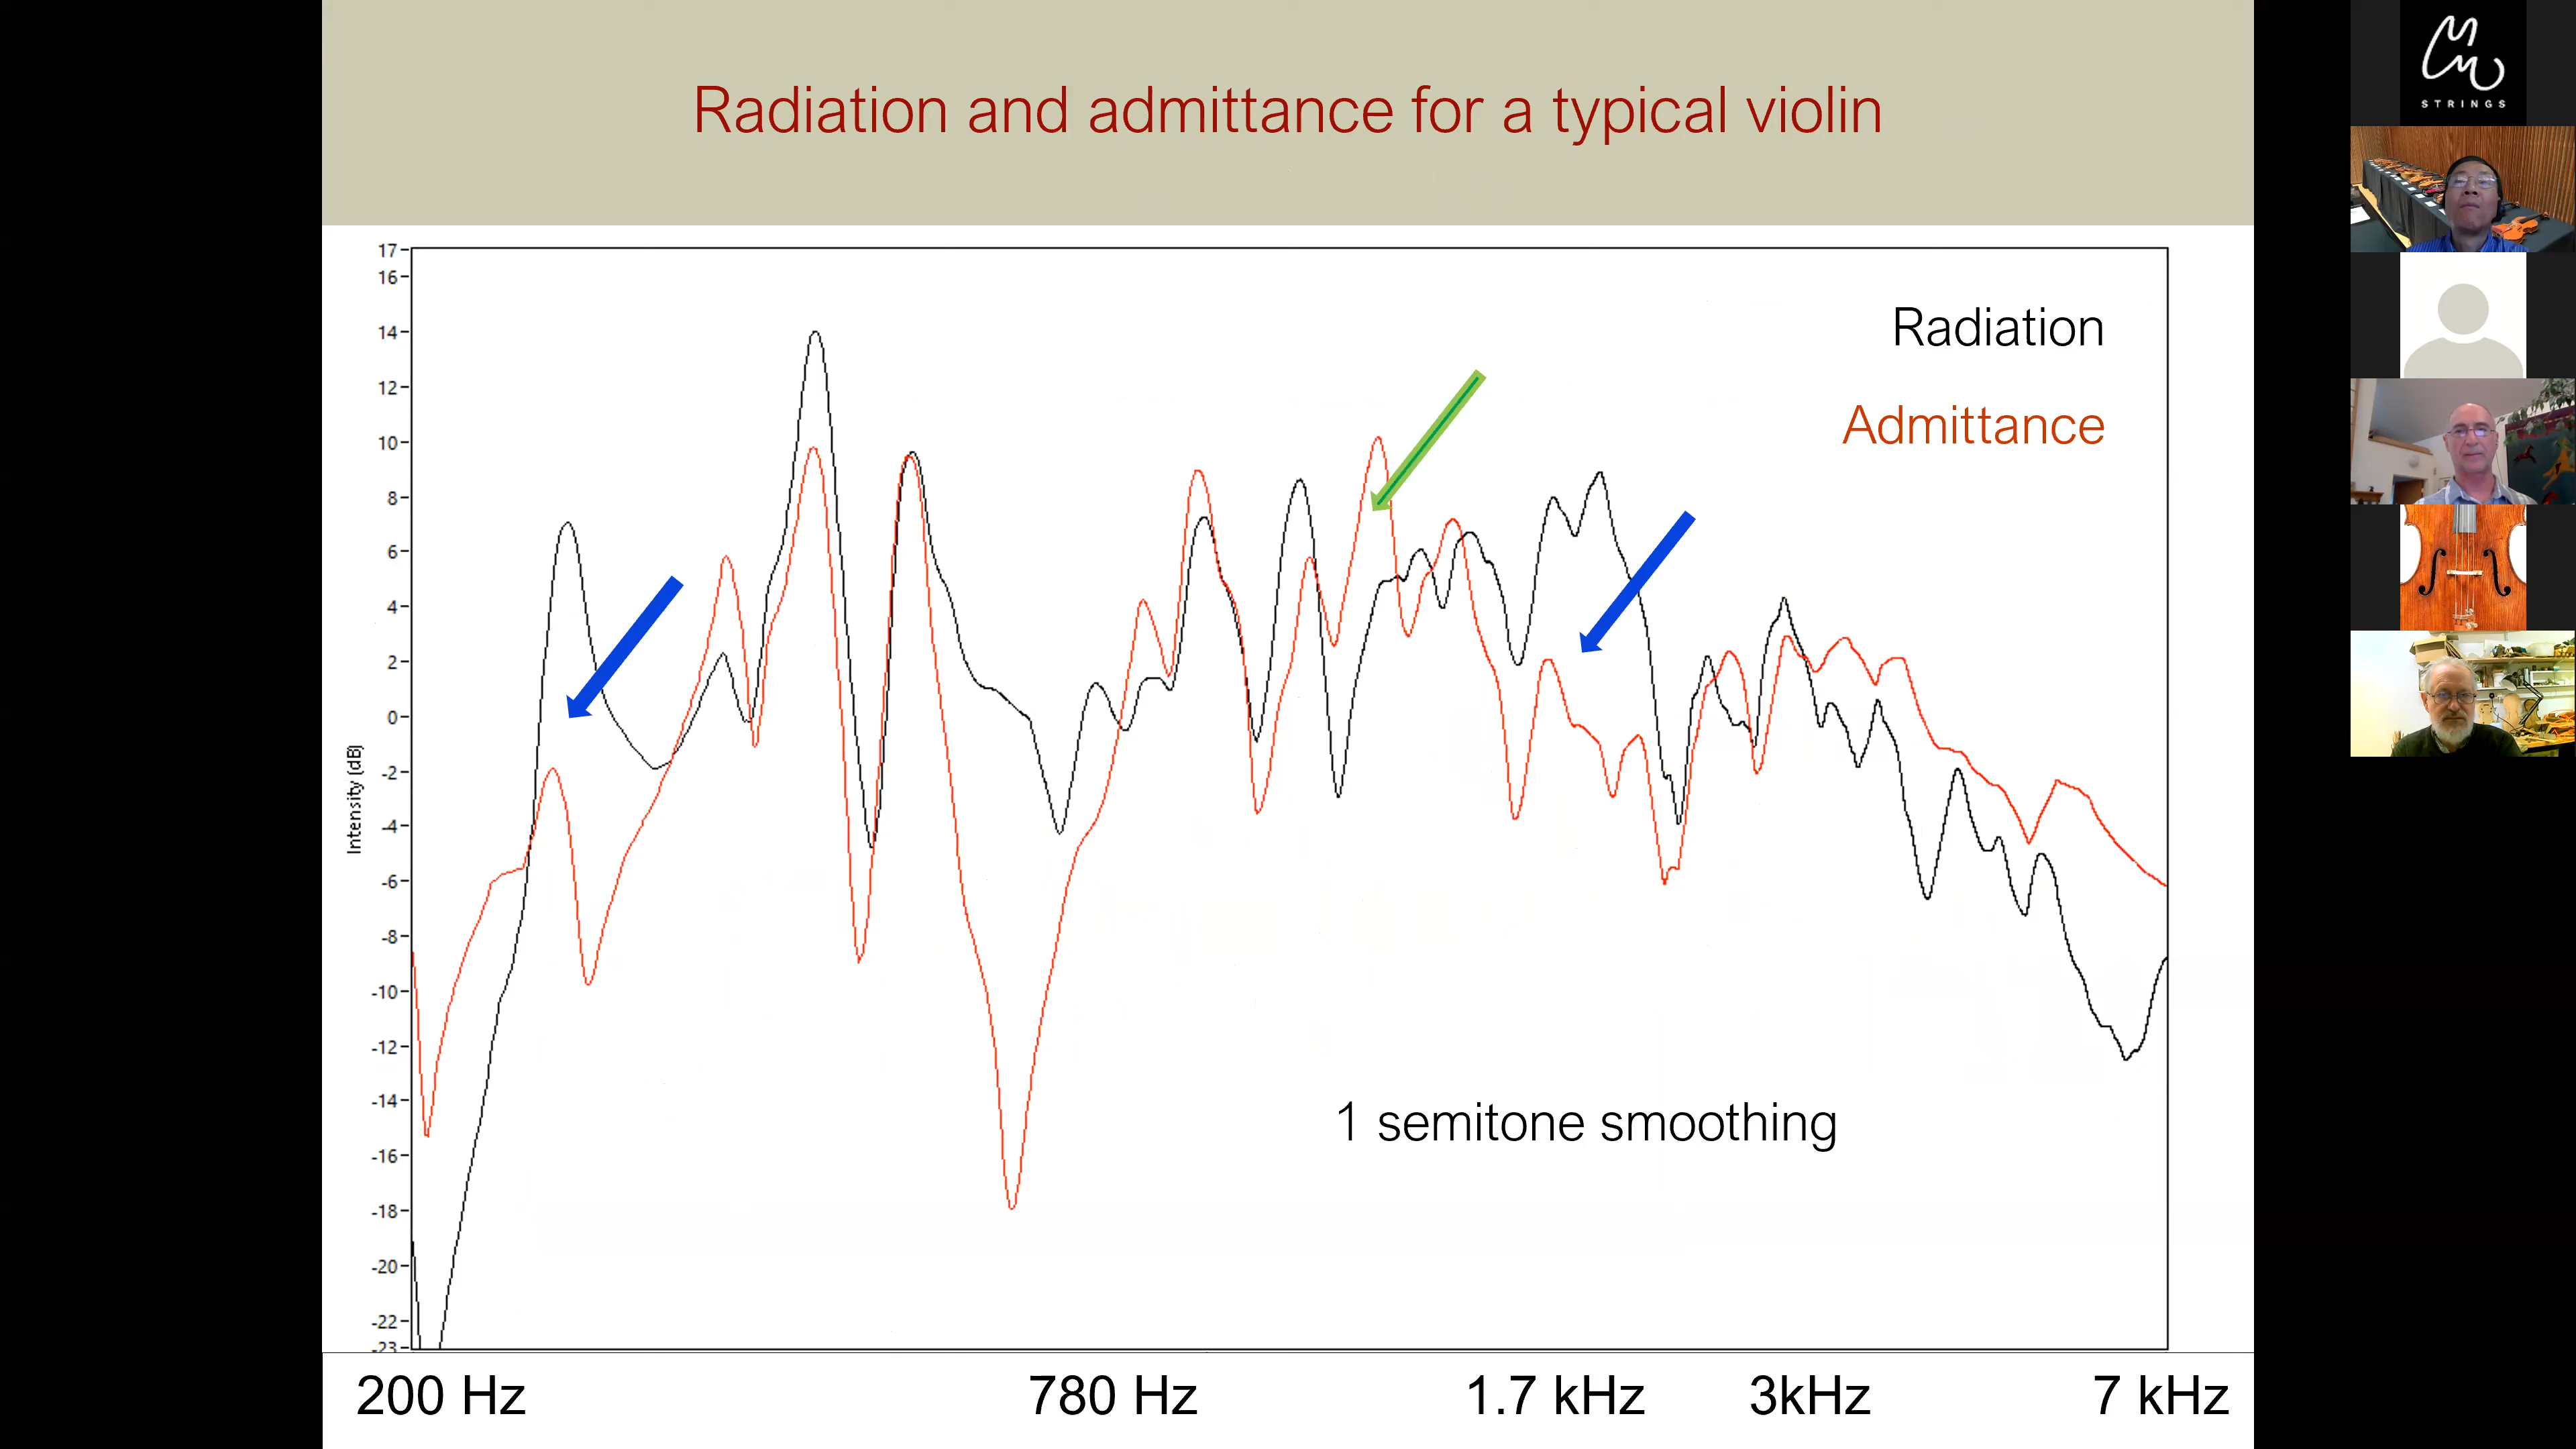 Radiation and admittance for a typical violin
17
16
14
12
10
8
6
4
2
0
-2
-4
-6
-8
-10
-12
-14
-16
-18
-20
-22
-23
Intensity (dB)
Radiation
Admittance
1 semitone smoothing
200 Hz
780 Hz
1.7 kHz
3kHz
7 kHz
STRINGS